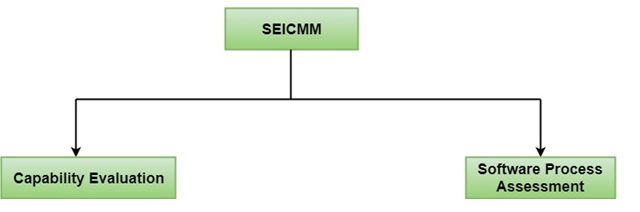 SEICMM
Capability Evaluation
Software Process
Assessment